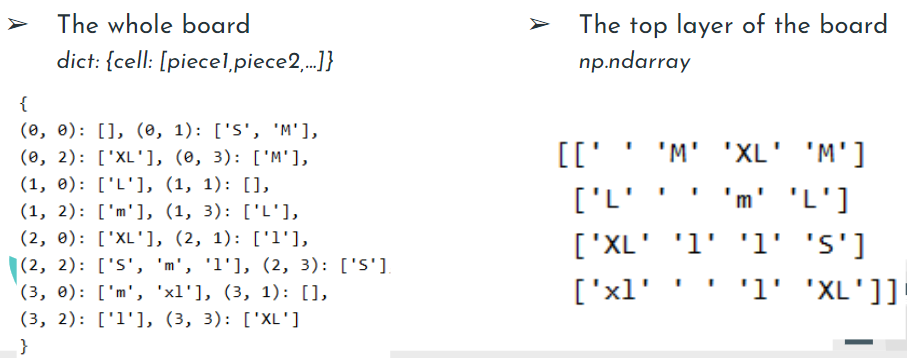 ➢ The whole board
dict: {cell: [piece1,piece2,...]}
{
(0, 0): [], (0, 1): ['S', 'M'],
(0, 2): ['XL'], (0, 3): ['M'],
(1, 0): ['L'], (1, 1): [],
(1, 2): ['m'], (1, 3): ['L'],
(2, 0): ['XL'], (2, 1): ['l'],
(2, 2): ['S', 'm', 'l'], (2, 3): ['S']
(3, 0): ['m', 'xl'], (3, 1): [],
(3, 2): ['l'], (3, 3): ['XL']
}
➢ The top layer of the board
np.ndarray
[[' ' 'M' 'XL' 'M']
['L' ' ' 'm' 'L']
['XL' 'l' 'l' 'S']
['xl' ' ' 'l' 'XL']]